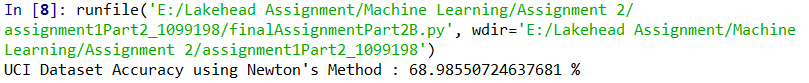 In [8]: runfile('E:/Lakehead Assignment/Machine Learning/Assignment 2/
assignment1Part2_1099198/finalAssignmentPart2B.py', wdir='E:/Lakehead Assignment/Machine
Learning/Assignment 2/assignment1Part2_1099198')
UCI Dataset Accuracy using Newton's Method : 68.98550724637681 %